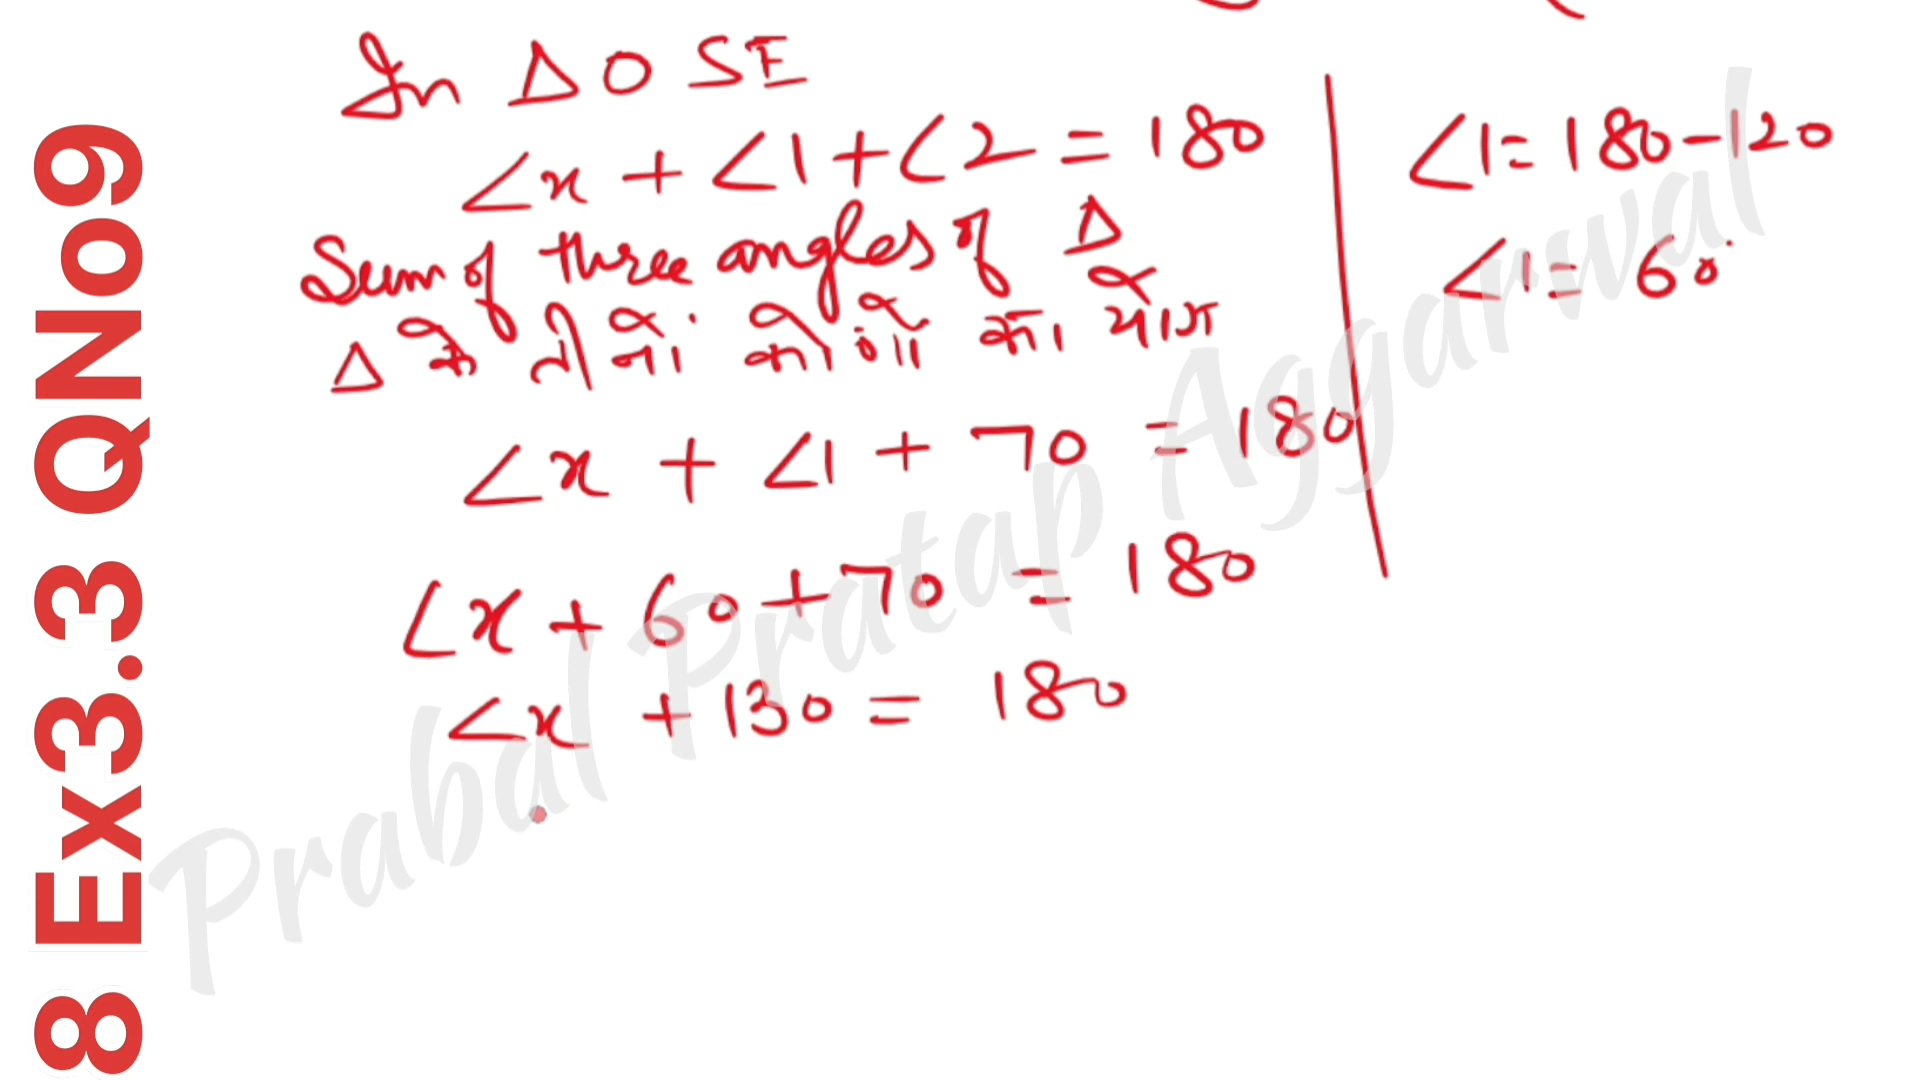 8 Ex3.3 QNo9
In Δ OSE
∠x + ∠1 + ∠2 = 180
Sum of three angles of Δ
Δ के तीनों कोणों का योग
∠x + ∠1 + 70 = 180
∠x + 60 + 70 = 180
∠x + 130 = 180
∠1 = 180 - 120
∠1 = 60
Prabal Pratap Aggarwal